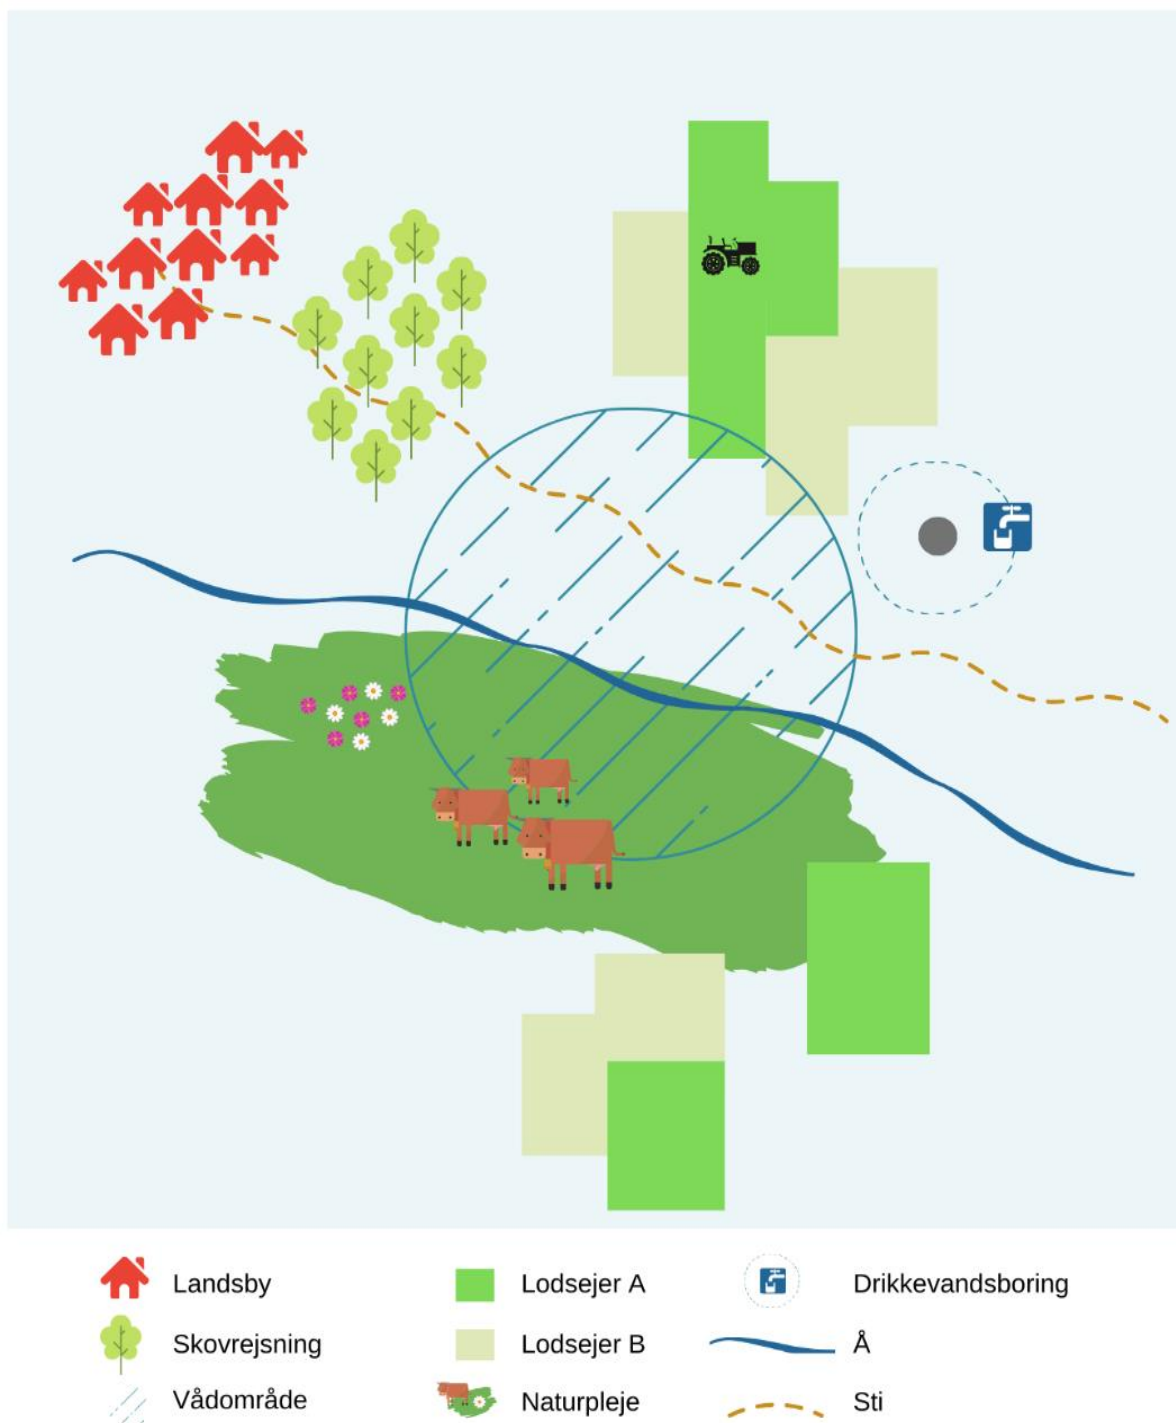 Landsby
Lodsejer A
Drikkevandsboring
Skovrejsning
Lodsejer B
Å
Vådområde
Naturpleje
Sti